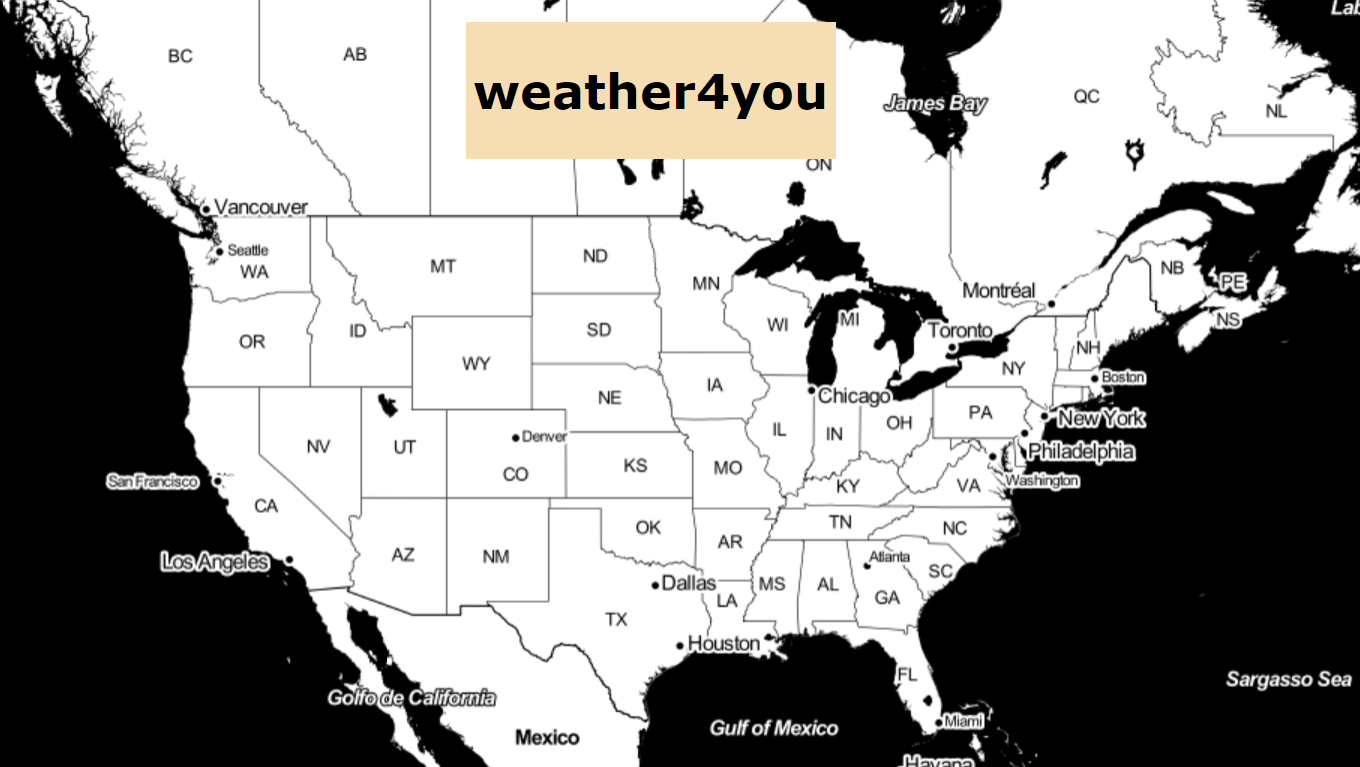 Lab
BC
AB
weather4you
James Bay
QC
NL
ON
Vancouver
Seattle
WA
MT
ND
MN
NB
PE
Montréal
NS
OR
ID
SD
WI
MI
Toronto
NH
WY
NY
IA
Boston
NE
Chicago
PA
New York
NV
UT
Denver
CO
IL
IN
OH
Philadelphia
KS
MO
Washington
San Francisco
CA
KY
VA
OK
TN
NC
AZ
NM
AR
Los Angeles
Atlanta
SC
Dallas
MS
AL
GA
LA
TX
Houston
FL
Sargasso Sea
Golfo de California
Gulf of Mexico
Miami
Mexico
Havana